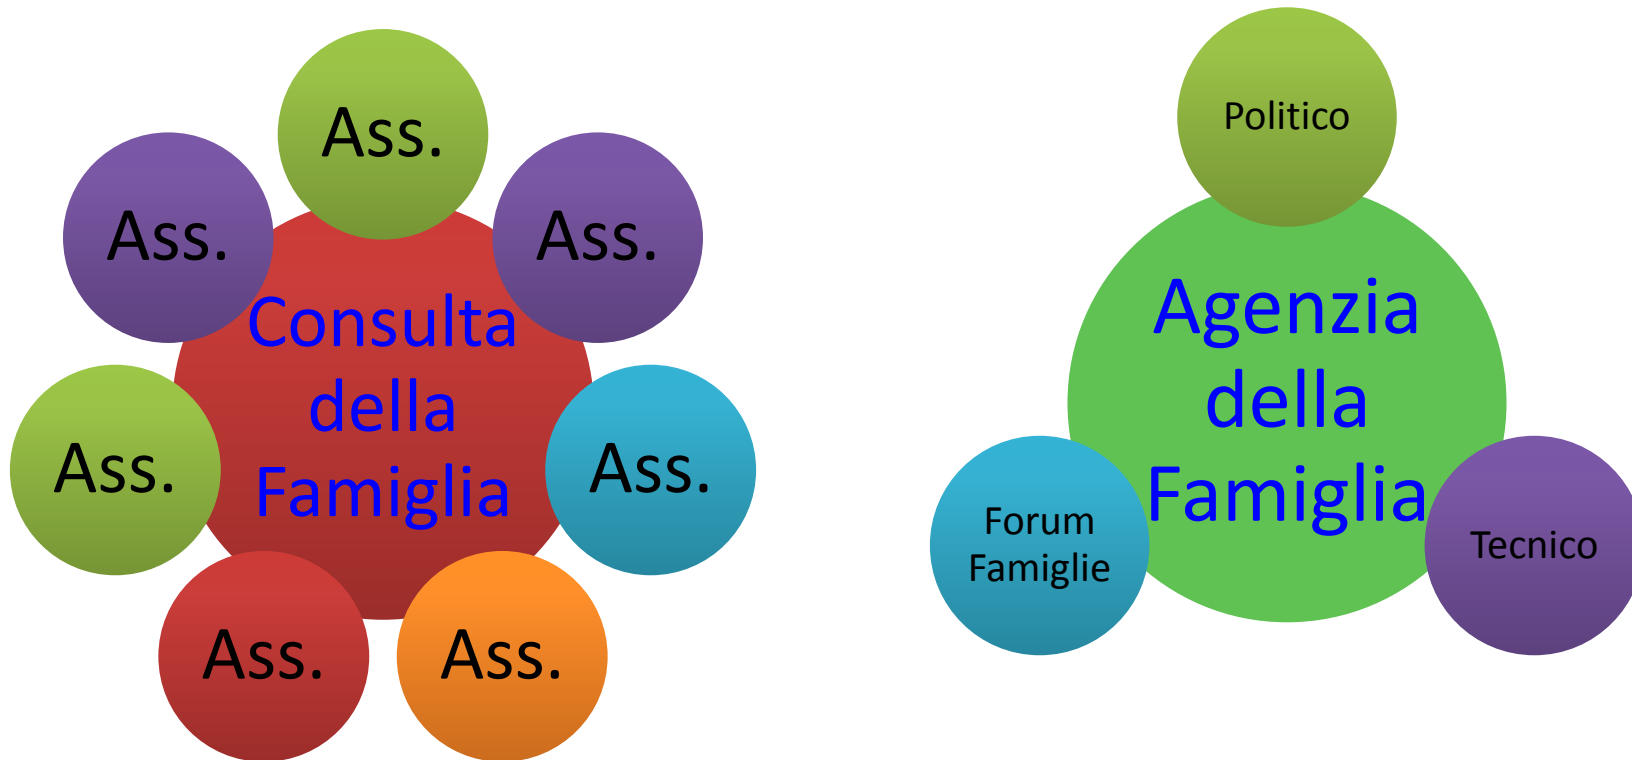 Ass.
Ass.
Ass.
Ass.
Ass.
Ass.
Ass.
Consulta
della
Famiglia
Politico
Agenzia
della
Famiglia
Forum
Famiglie
Tecnico